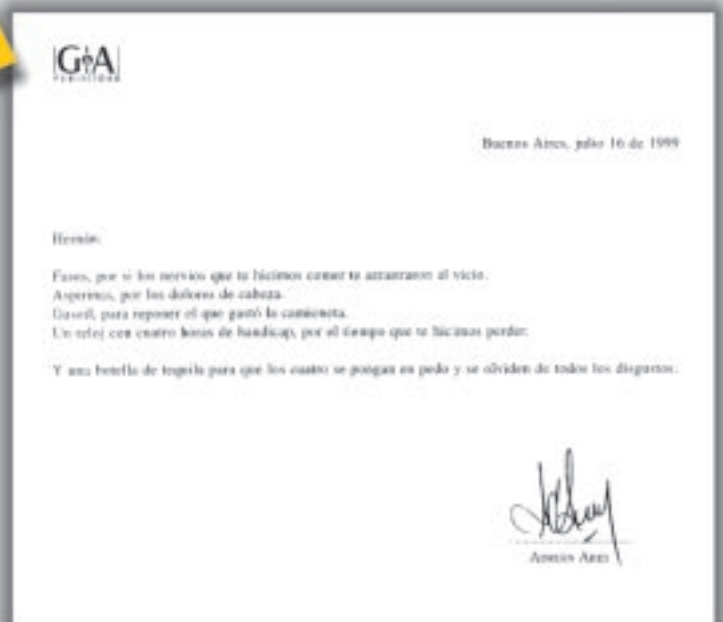 GA
PUBLICIDAD
Buenos Aires, julio 16 de 1999
Hernán:
Fasos, por si los nervios que te hicimos comer te arrastraron al vicio.
Aspirinas, por los dolores de cabeza.
Gasoil, para reponer el que gastó la camioneta.
Un reloj con cuatro horas de handicap, por el tiempo que te hicimos perder.
Y una botella de tequila para que los cuatro se pongan en pedo y se olviden de todos los disgustos.